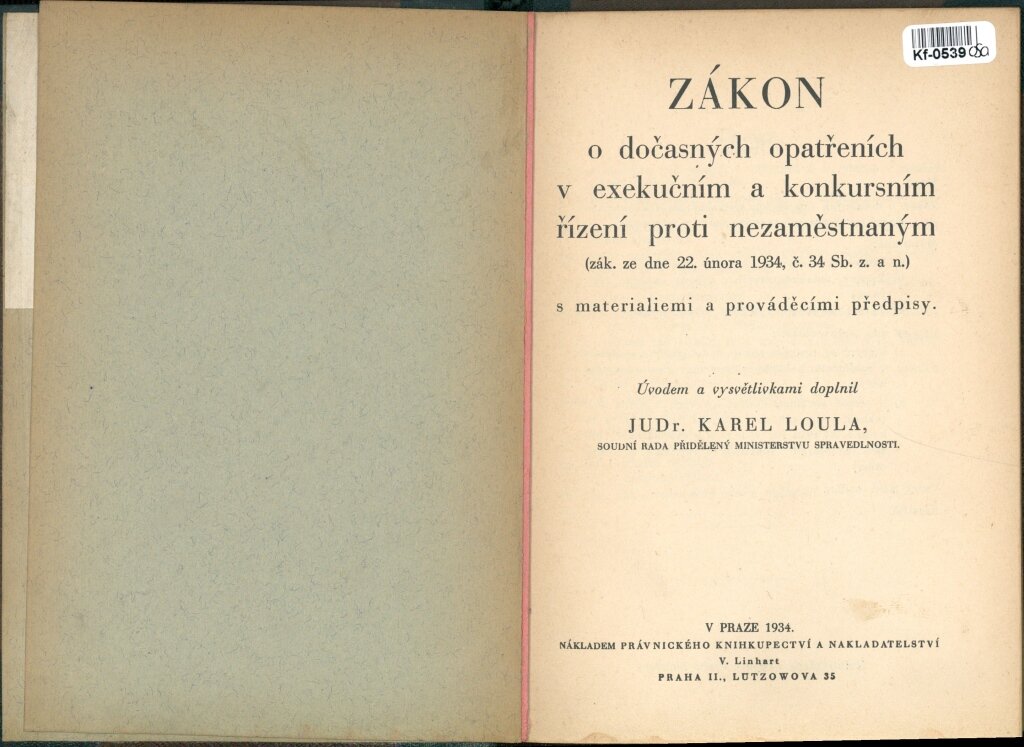 Kf-0539
ZÁKON
o dočasných opatřeních
v exekučním a konkursním
řízení proti nezaměstnaným
(zák. ze dne 22. února 1934, č. 34 Sb. z. a n.)
s materialiemi a prováděcími předpisy.
Úvodem a vysvětlivkami doplnil
JUDr. KAREL LOULA,
SOUDNÍ RADA PŘIDĚLENÝ MINISTERSTVU SPRAVEDLNOSTI.
V PRAZE 1934.
NÁKLADEM PRÁVNICKÉHO KNIHKUPECTVÍ A NAKLADATELSTVÍ
V. Linhart
PRAHA II., LÜTZOWOVA 35